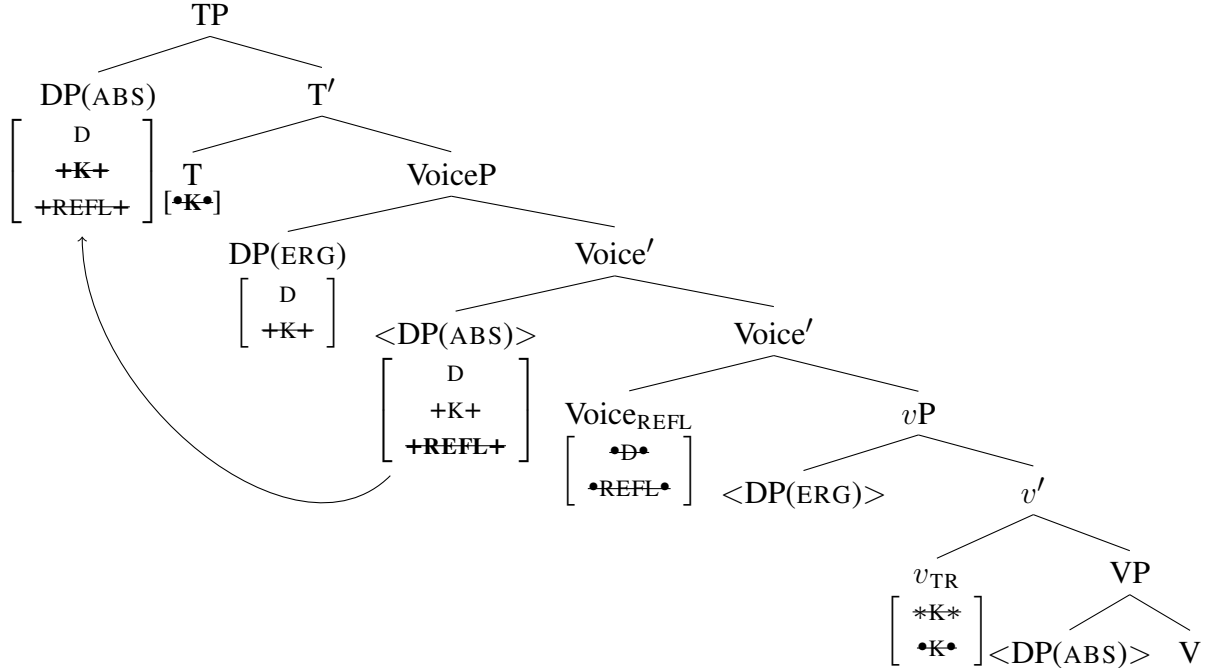 TP
DP(ABS) T′
D
+K+
+REFL+
T VoiceP
[•K•]
DP(ERG) Voice′
D
+K+
<DP(ABS)> Voice′
D
+K+
+REFL+
VoiceREFL vP
•D•
•REFL•
<DP(ERG)> v′
vTR VP
∗K∗
•K•
<DP(ABS)> V